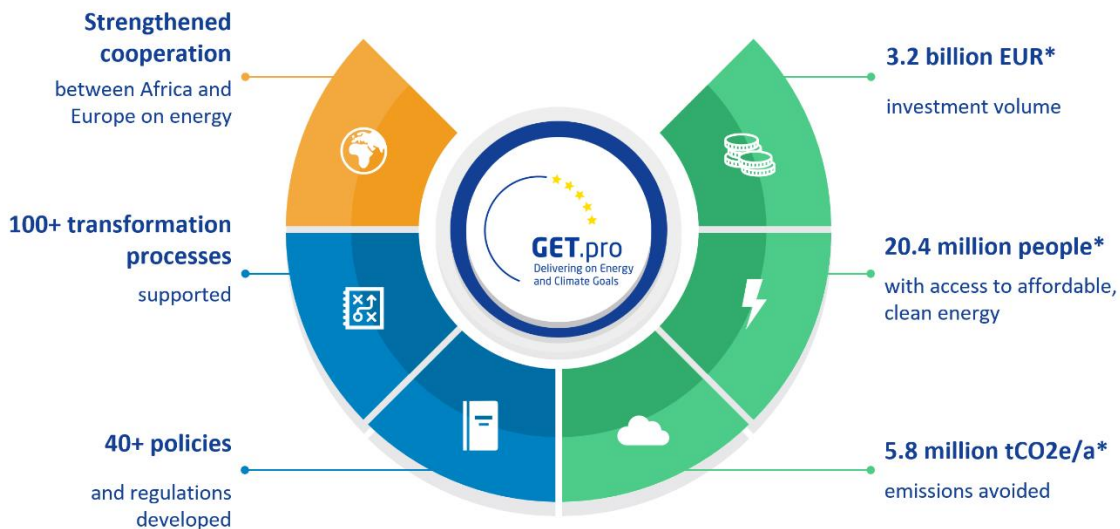 Strengthened
cooperation
between Africa and
Europe on energy
100+ transformation
processes
supported
40+ policies
and regulations
developed
GET.pro
Delivering on Energy
and Climate Goals
3.2 billion EUR*
investment volume
20.4 million people*
with access to affordable,
clean energy
5.8 million tCO2e/a*
emissions avoided